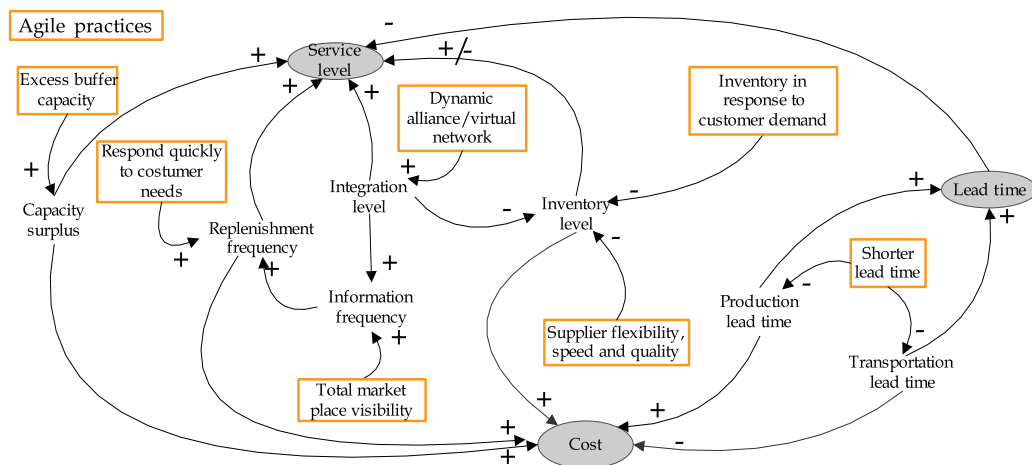 Agile practices
Service
level
Excess buffer
capacity
Dynamic
alliance/virtual
network
Inventory in
response to
customer demand
Respond quickly
to costumer
needs
Capacity
surplus
Replenishment
frequency
Integration
level
Inventory
level
Lead time
Information
frequency
Shorter
lead time
Production
lead time
Supplier flexibility,
speed and quality
Transportation
lead time
Total market
place visibility
Cost
-
+
+/-
+
+
+
+
+
-
-
+
+
+
+
+
-
-
-
+
+
+
-
+
+